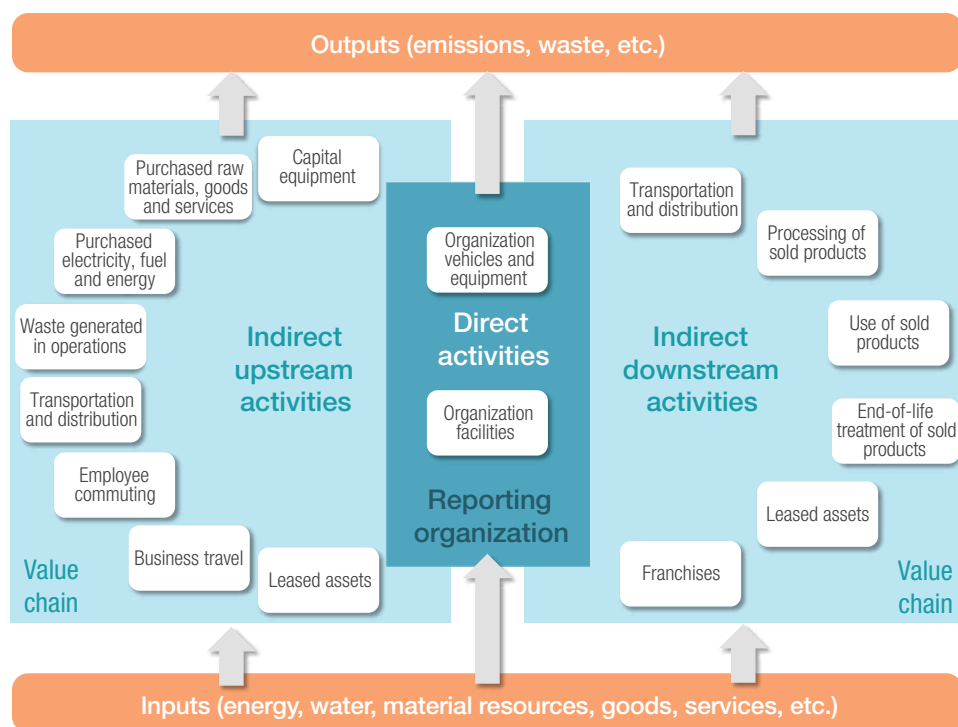 Outputs (emissions, waste, etc.)
Capital
equipment
Purchased raw
materials, goods
and services
Purchased
electricity, fuel
and energy
Waste generated
in operations
Transportation
and distribution
Employee
commuting
Business travel
Leased assets
Indirect
upstream
activities
Value
chain
Organization
vehicles and
equipment
Direct
activities
Organization
facilities
Reporting
organization
Transportation
and distribution
Processing of
sold products
Use of sold
products
End-of-life
treatment of sold
products
Leased assets
Franchises
Indirect
downstream
activities
Value
chain
Inputs (energy, water, material resources, goods, services, etc.)